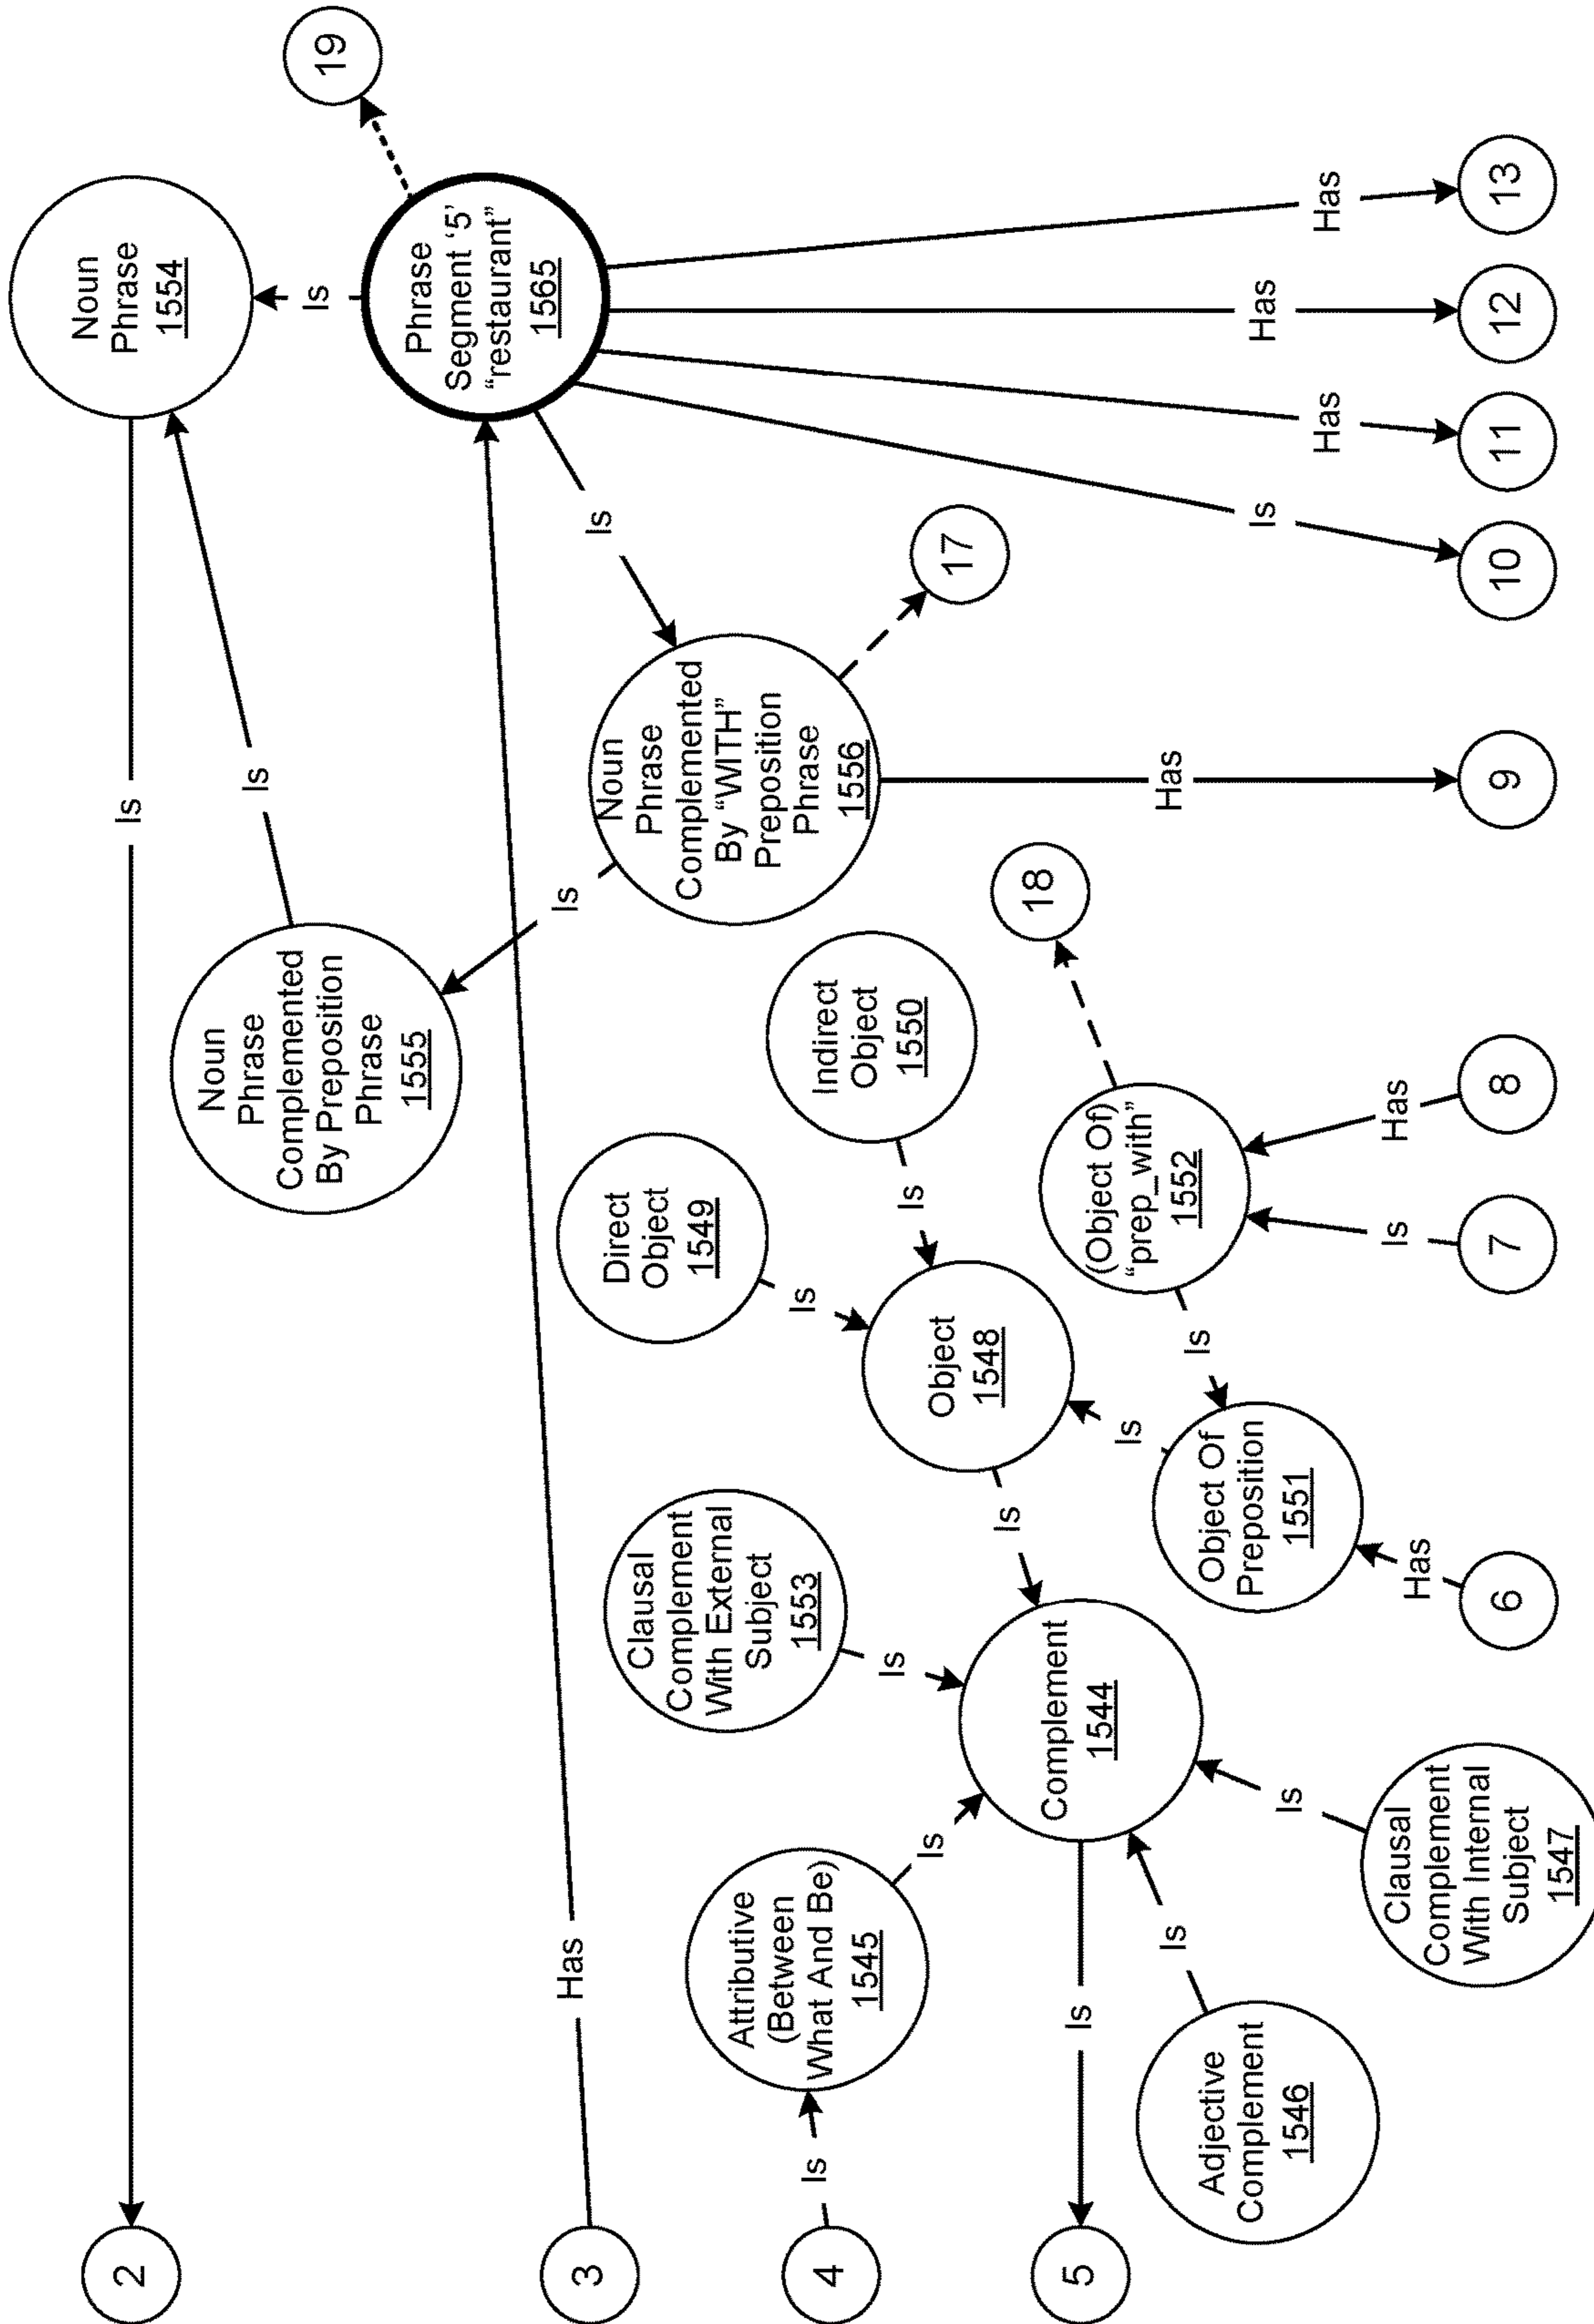 2
Is
Noun
Phrase
1554
19
Is
Is
Noun
Phrase
Complemented
By Preposition
Phrase
1555
Phrase
Segment ‘5’
“restaurant”
1565
3
Has
Is
Is
Noun
Phrase
Complemented
By “WITH”
Preposition
Phrase
1556
17
Has
9
Is
10
Has
11
Has
12
Has
13
Direct
Object
1549
Is
Indirect
Object
1550
Is
Clausal
Complement
With External
Subject
1553
Is
Object
1548
Is
18
4
Is
Attributive
(Between
What And Be)
1545
Is
Complement
1544
Is
5
Is
Object Of
Preposition
1551
Is
(Object Of)
“prep_with”
1552
Adjective
Complement
1546
Is
Clausal
Complement
With Internal
Subject
1547
Is
Has
6
Is
7
Has
8